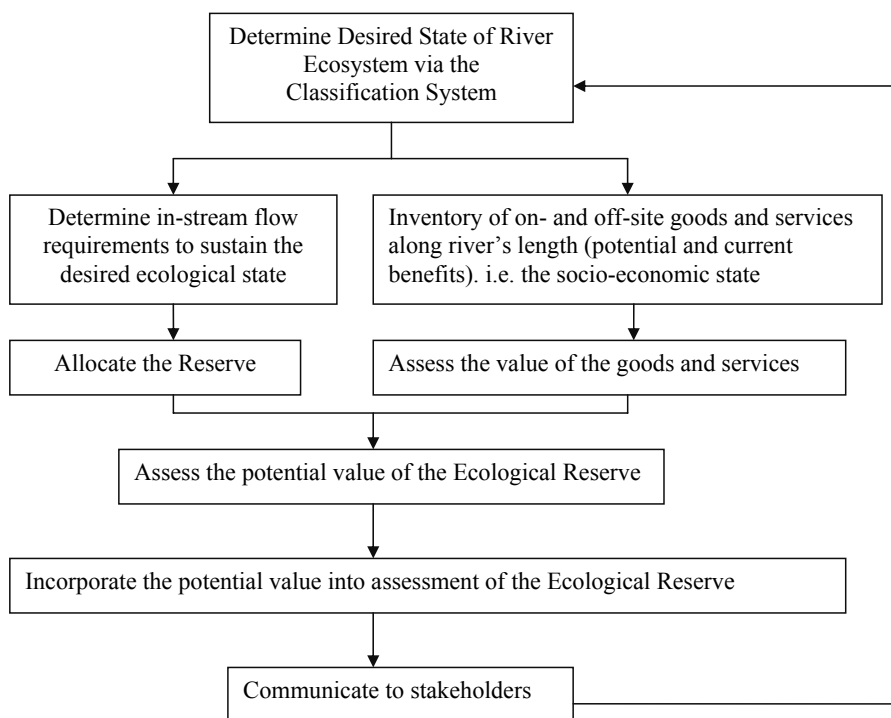 Determine Desired State of River
Ecosystem via the
Classification System
Determine in-stream flow
requirements to sustain the
desired ecological state
Inventory of on- and off-site goods and services
along river’s length (potential and current
benefits). i.e. the socio-economic state
Allocate the Reserve
Assess the value of the goods and services
Assess the potential value of the Ecological Reserve
Incorporate the potential value into assessment of the Ecological Reserve
Communicate to stakeholders